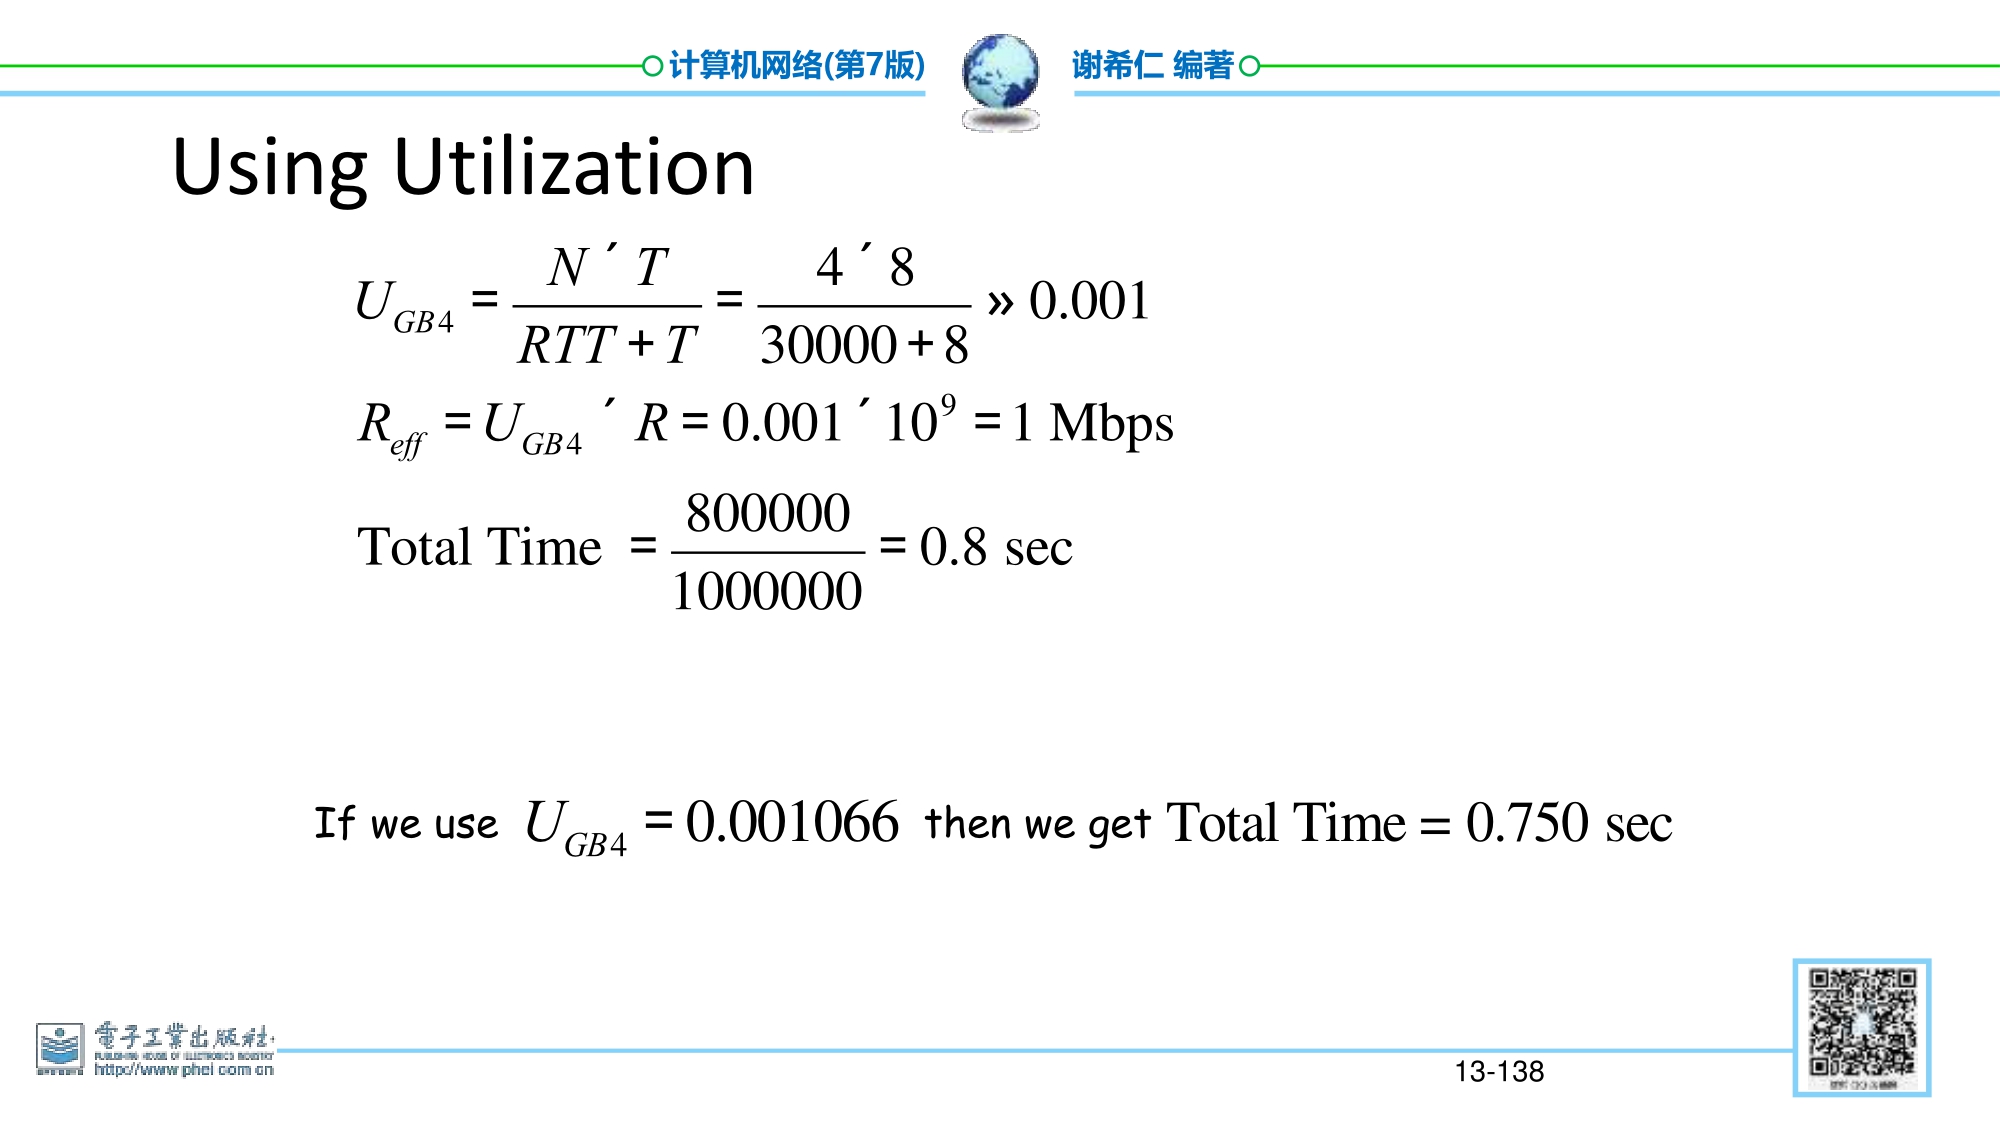 计算机网络(第7版) 谢希仁 编著
Using Utilization
U_{GB4} = \frac{N ´ T}{RTT + T} = \frac{4 ´ 8}{30000 + 8} » 0.001
R_{eff} = U_{GB4} ´ R = 0.001 ´ 10^9 = 1 Mbps
Total Time = \frac{800000}{1000000} = 0.8 sec
If we use U_{GB4} = 0.001066 then we get Total Time = 0.750 sec
電子工業出版社
PUBLISHING HOUSE OF ELECTRONICS INDUSTRY
http://www.phei.com.cn
13-138